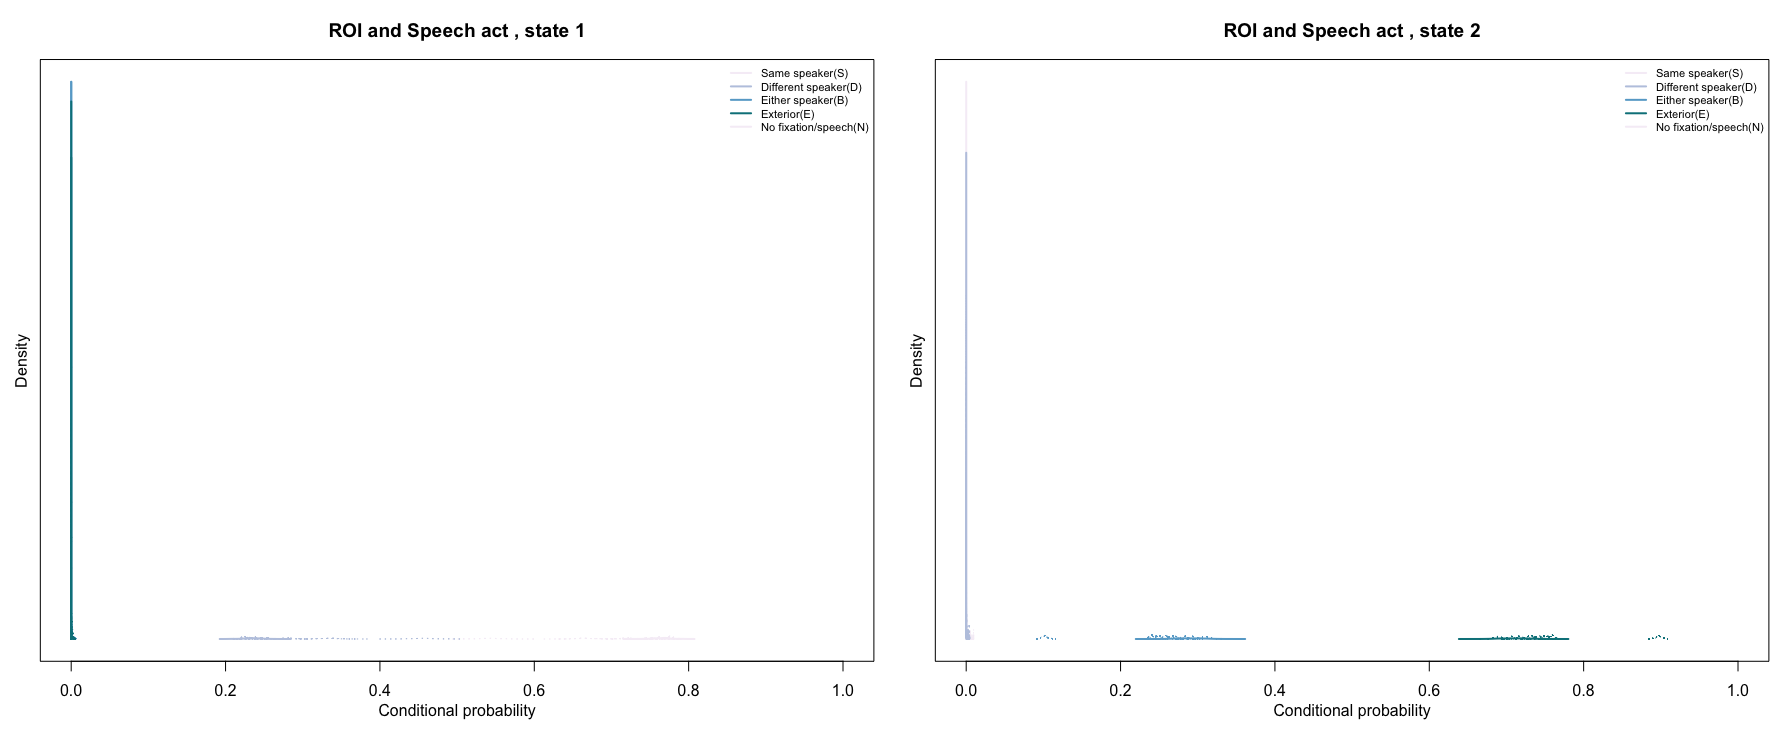 ROI and Speech act , state 1
Same speaker(S)
Different speaker(D)
Either speaker(B)
Exterior(E)
No fixation/speech(N)
Density
0.0 0.2 0.4 0.6 0.8 1.0
Conditional probability
ROI and Speech act , state 2
Same speaker(S)
Different speaker(D)
Either speaker(B)
Exterior(E)
No fixation/speech(N)
Density
0.0 0.2 0.4 0.6 0.8 1.0
Conditional probability